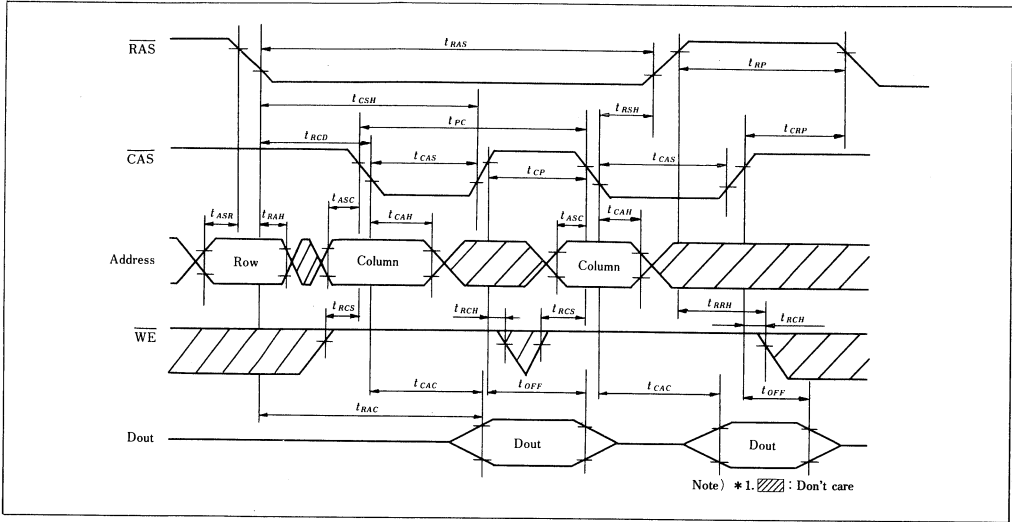 RAS
tRAS
tRP
tCSH
tRSH
tPC
tRCD
tCRP
CAS
tCAS
tCAS
tCP
tASC
tASR
tRAH
tCAH
tASC
tCAH
Address
Row
Column
Column
tRCS
tRCH
tRCS
tRRH
tRCH
WE
tCAC
tOFF
tCAC
tOFF
tRAC
Dout
Dout
Dout
Note) *1. : Don't care